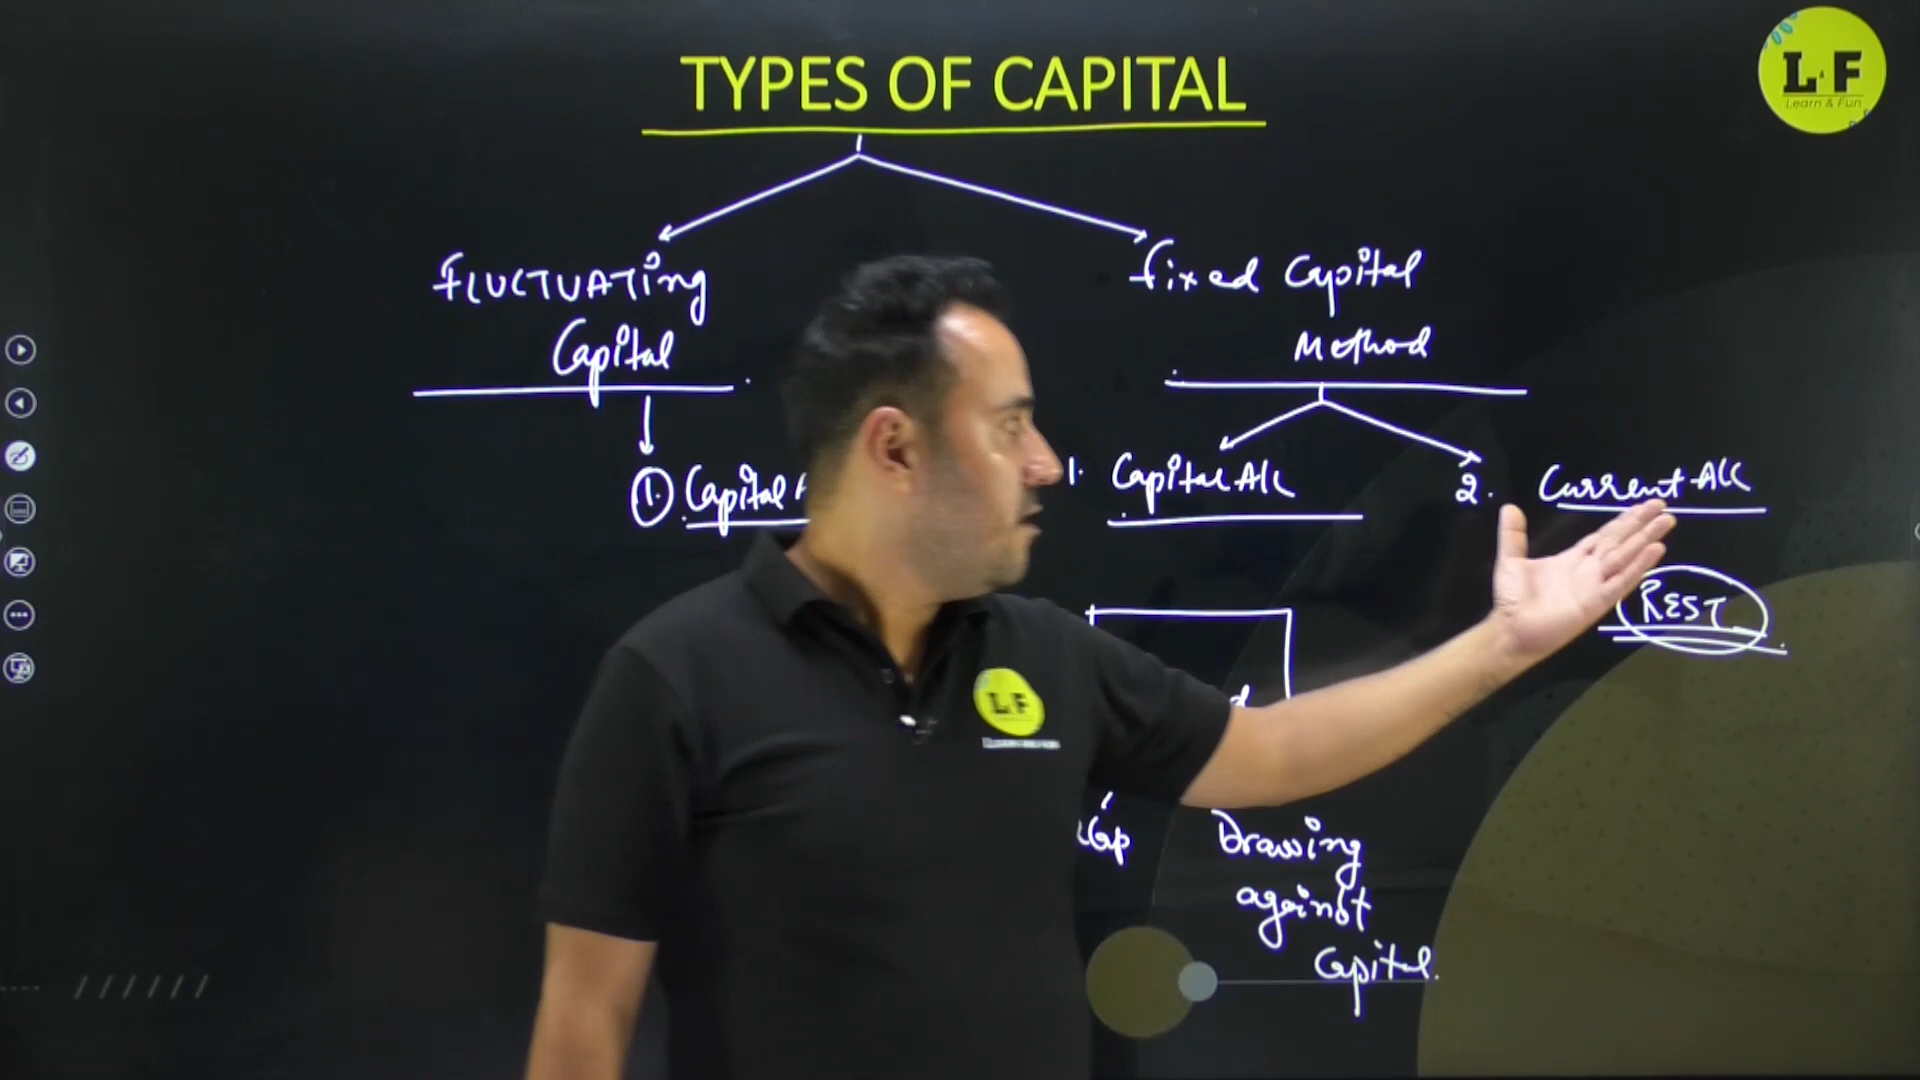 TYPES OF CAPITAL
L&F
Learn & Fun
FLUCTUATing
Capital
fixed Capital
Method
1. Capital
1. Capital A/c
2. Current A/c
REST
L&F
Drawing
against
Capital.